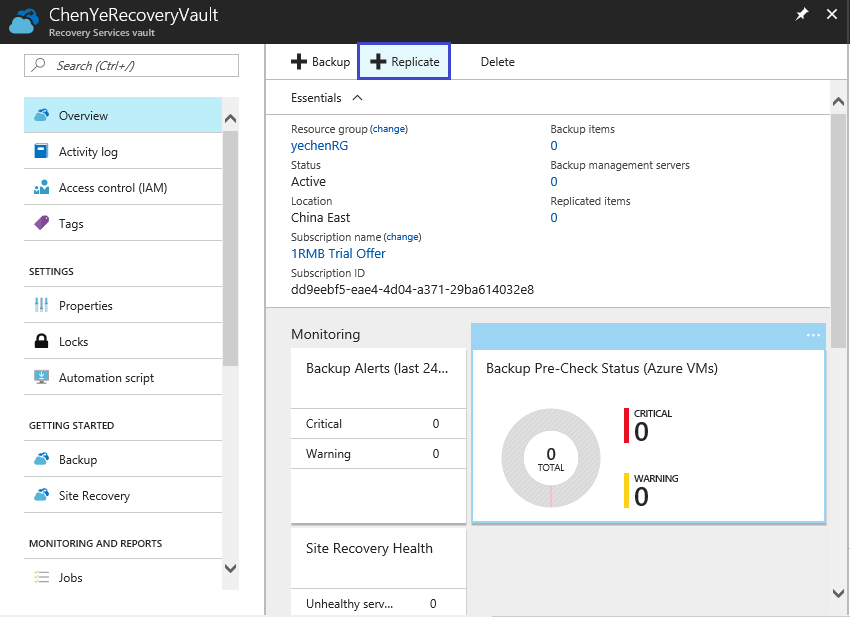 ChenYeRecoveryVault
Recovery Services vault
Search (Ctrl+/)
Overview
Activity log
Access control (IAM)
Tags
SETTINGS
Properties
Locks
Automation script
GETTING STARTED
Backup
Site Recovery
MONITORING AND REPORTS
Jobs
Backup
Replicate
Delete
Essentials
Resource group (change)
yechenRG
Status
Active
Location
China East
Subscription name (change)
1RMB Trial Offer
Subscription ID
dd9eebf5-eae4-4d04-a371-29ba614032e8
Backup items
0
Backup management servers
0
Replicated items
0
Monitoring
Backup Alerts (last 24...
Critical 0
Warning 0
Backup Pre-Check Status (Azure VMs)
0
TOTAL
CRITICAL
0
WARNING
0
Site Recovery Health
Unhealthy serv... 0